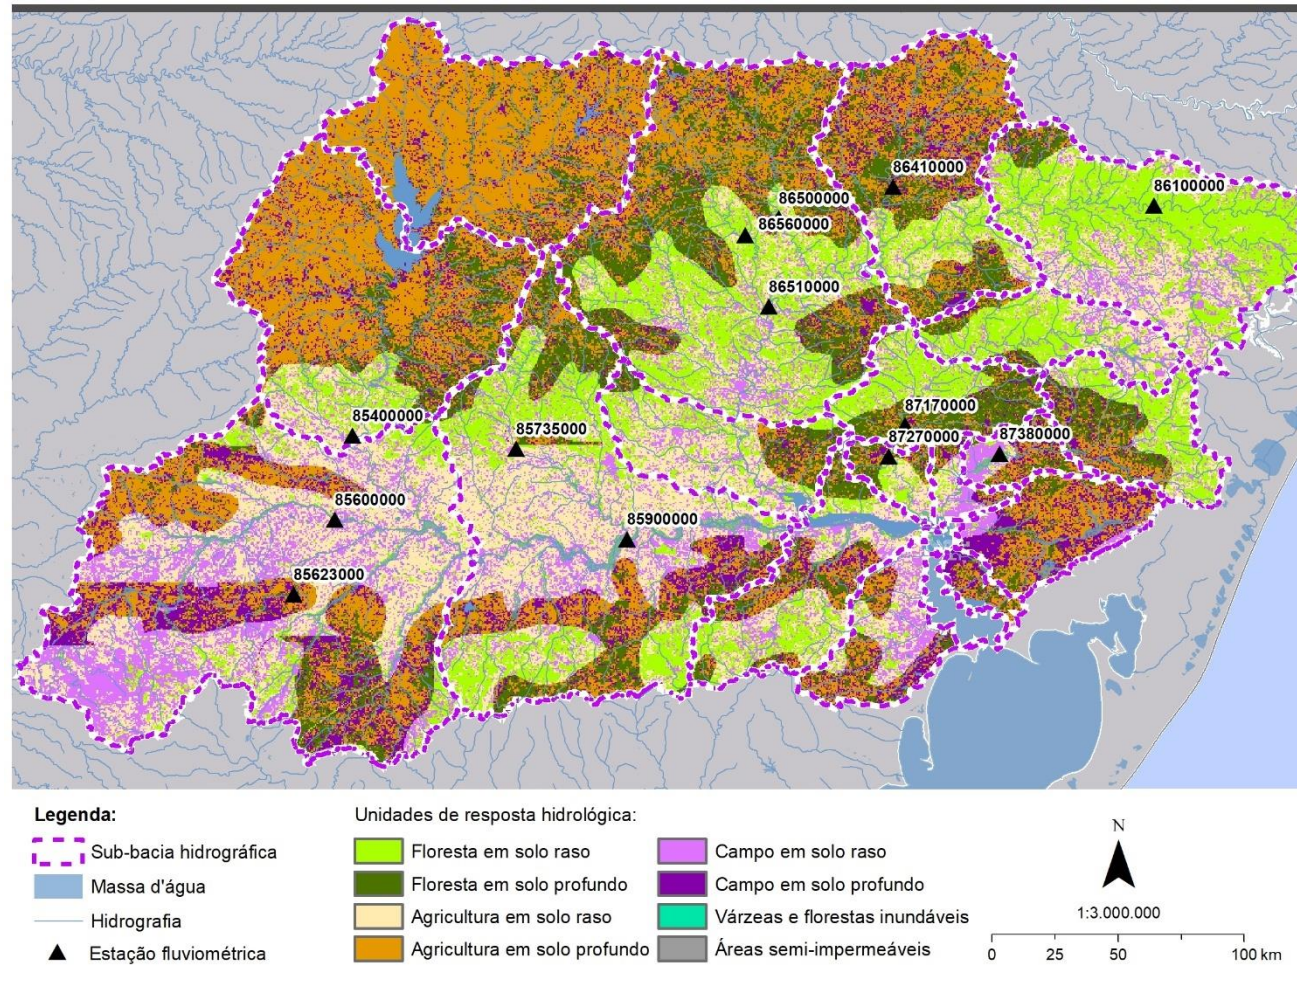 86410000
86100000
86500000
86560000
86510000
85400000
85735000
87170000
87270000
87380000
85600000
85900000
85623000
Legenda:
Sub-bacia hidrográfica
Massa d'água
Hidrografia
Estação fluviométrica
Unidades de resposta hidrológica:
Floresta em solo raso
Floresta em solo profundo
Agricultura em solo raso
Agricultura em solo profundo
Campo em solo raso
Campo em solo profundo
Várzeas e florestas inundáveis
Áreas semi-impermeáveis
N
1:3.000.000
0 25 50 100 km